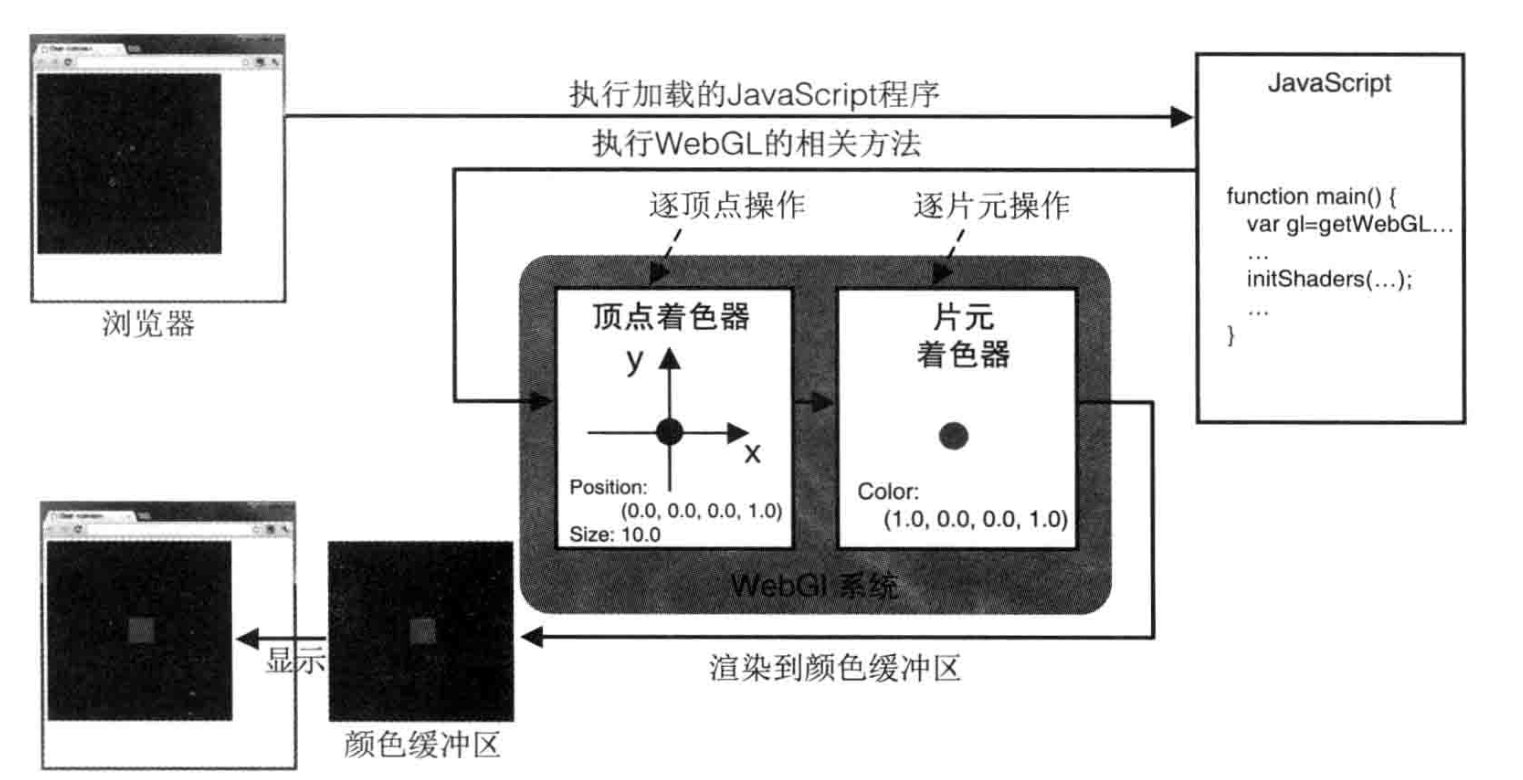 执行加载的JavaScript程序
JavaScript
执行WebGL的相关方法
逐顶点操作
逐片元操作
function main() {
var gl=getWebGL…
…
initShaders(…);
…
}
浏览器
顶点着色器
y
x
Position:
(0.0, 0.0, 0.0, 1.0)
Size: 10.0
片元
着色器
Color:
(1.0, 0.0, 0.0, 1.0)
WebGl 系统
显示
渲染到颜色缓冲区
颜色缓冲区